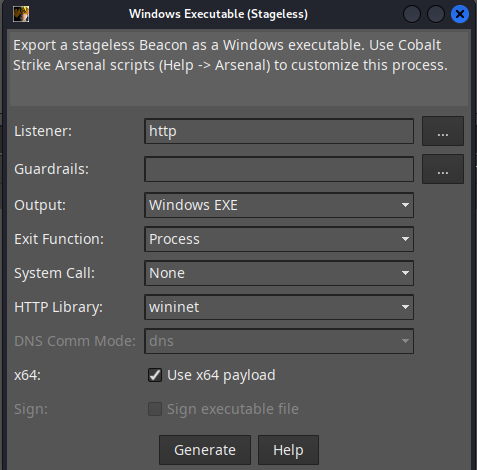 Windows Executable (Stageless)
Export a stageless Beacon as a Windows executable. Use Cobalt
Strike Arsenal scripts (Help -> Arsenal) to customize this process.
Listener: http ...
Guardrails: ...
Output: Windows EXE
Exit Function: Process
System Call: None
HTTP Library: wininet
DNS Comm Mode: dns
x64: Use x64 payload
Sign: Sign executable file
Generate Help